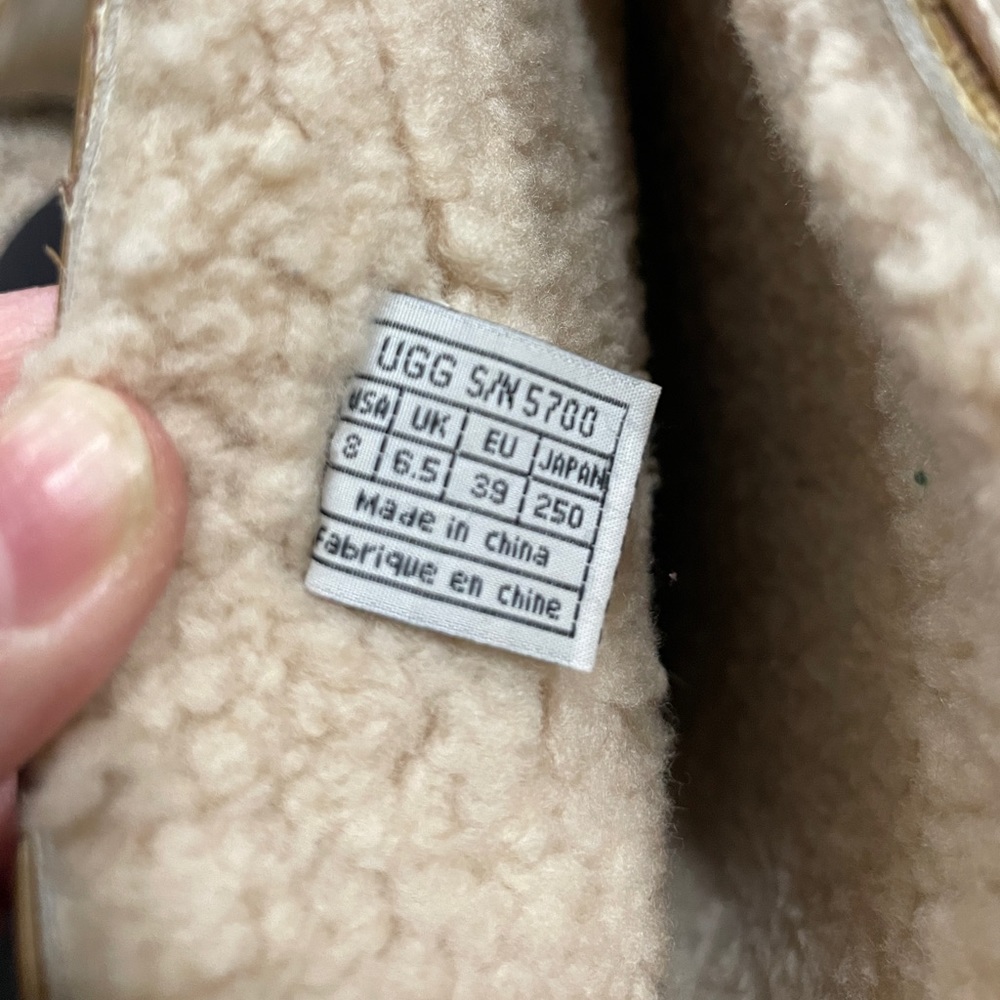 UGG S/N 5700
USA UK EU JAPAN
8 6.5 39 250
Made in China
Fabrique en Chine